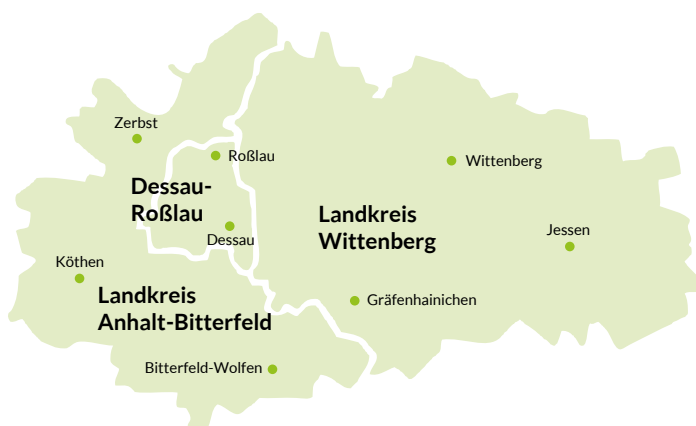 Zerbst
Roßlau
Wittenberg
Dessau-
Roßlau
Landkreis
Wittenberg
Dessau
Jessen
Köthen
Landkreis
Anhalt-Bitterfeld
Gräfenhainichen
Bitterfeld-Wolfen